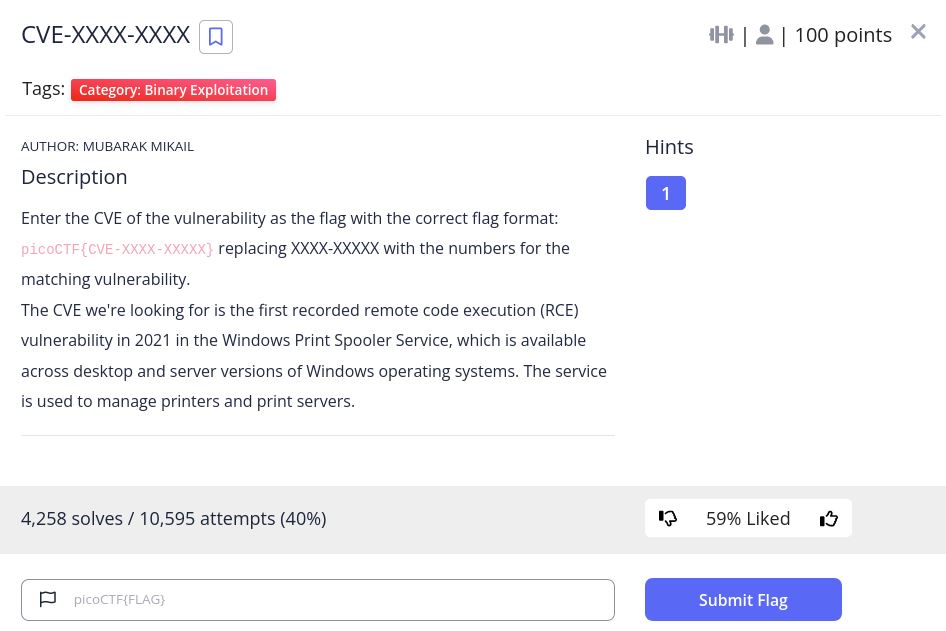 CVE-XXXX-XXXX
| | 100 points
Tags: Category: Binary Exploitation
AUTHOR: MUBARAK MIKAIL
Description
Enter the CVE of the vulnerability as the flag with the correct flag format:
picoCTF{CVE-XXXX-XXXXX} replacing XXXX-XXXXX with the numbers for the
matching vulnerability.
The CVE we're looking for is the first recorded remote code execution (RCE)
vulnerability in 2021 in the Windows Print Spooler Service, which is available
across desktop and server versions of Windows operating systems. The service
is used to manage printers and print servers.
Hints
1
4,258 solves / 10,595 attempts (40%)
59% Liked
picoCTF{FLAG}
Submit Flag